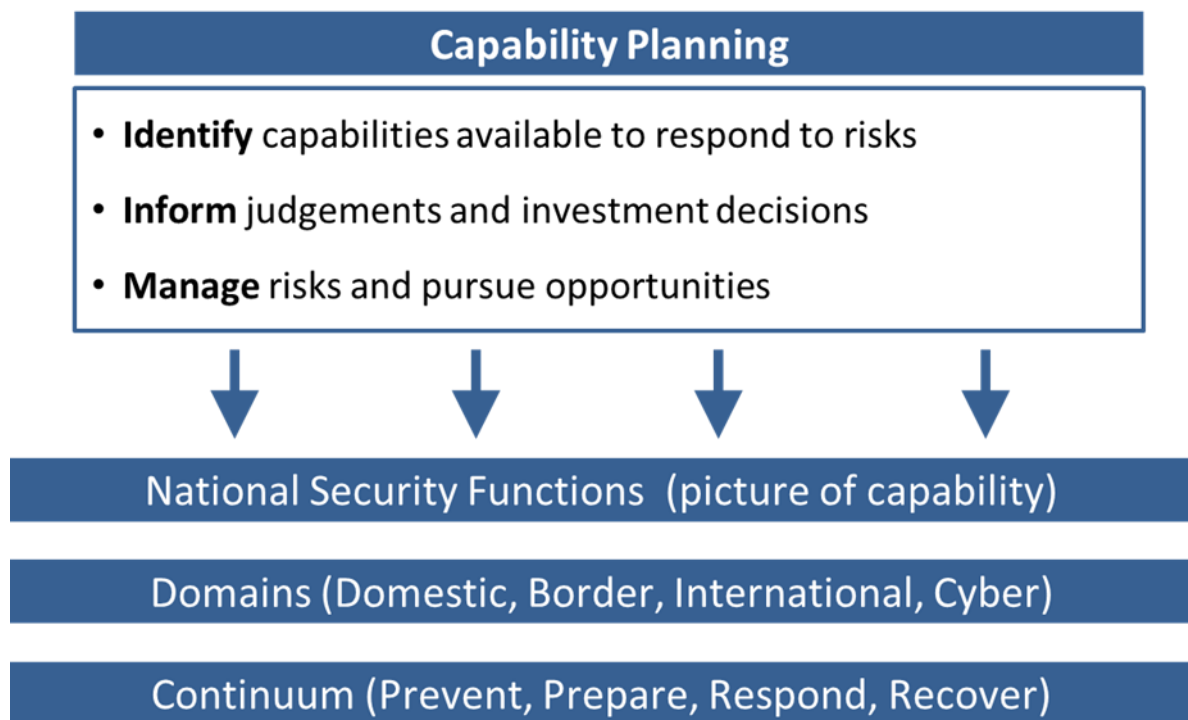 Capability Planning
• Identify capabilities available to respond to risks
• Inform judgements and investment decisions
• Manage risks and pursue opportunities
National Security Functions (picture of capability)
Domains (Domestic, Border, International, Cyber)
Continuum (Prevent, Prepare, Respond, Recover)